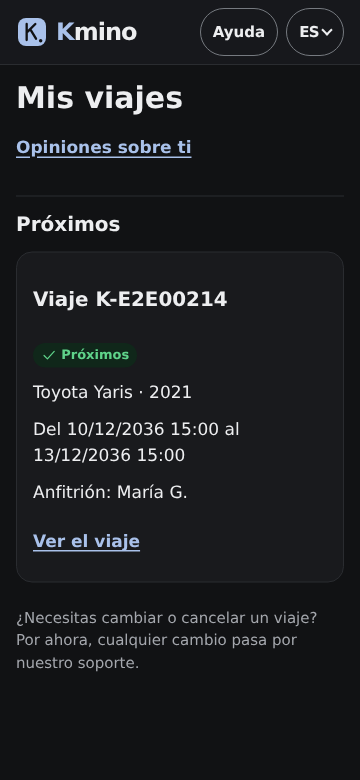 K. Kmino
Ayuda
ES
Mis viajes
Opiniones sobre ti
Próximos
Viaje K-E2E00214
Próximos
Toyota Yaris · 2021
Del 10/12/2036 15:00 al
13/12/2036 15:00
Anfitrión: María G.
Ver el viaje
¿Necesitas cambiar o cancelar un viaje?
Por ahora, cualquier cambio pasa por
nuestro soporte.